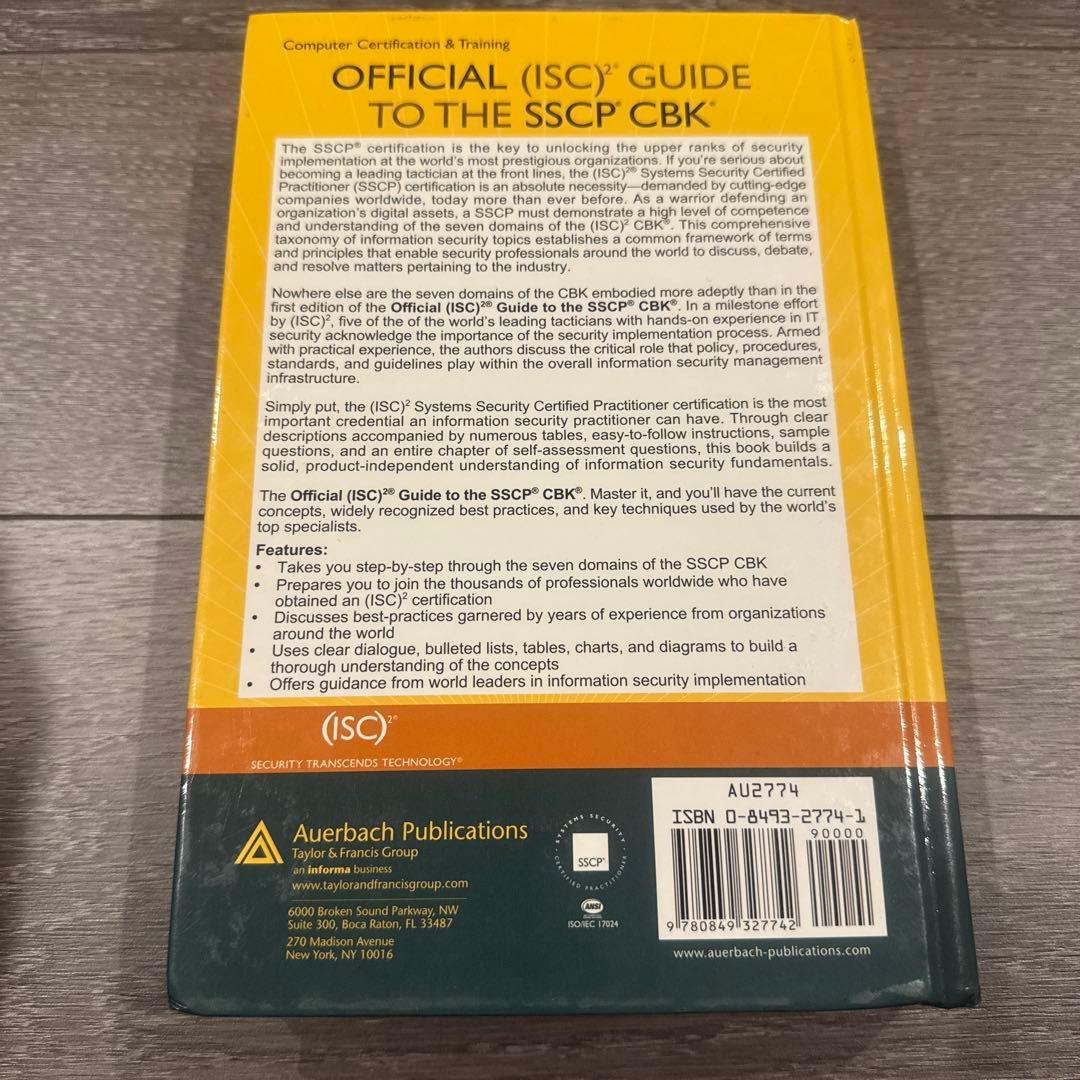 Computer Certification & Training
OFFICIAL (ISC)²® GUIDE
TO THE SSCP® CBK®
The SSCP® certification is the key to unlocking the upper ranks of security
implementation at the world's most prestigious organizations. If you're serious about
becoming a leading tactician at the front lines, the (ISC)²® Systems Security Certified
Practitioner (SSCP) certification is an absolute necessity—demanded by cutting-edge
companies worldwide, today more than ever before. As a warrior defending an
organization's digital assets, a SSCP must demonstrate a high level of competence
and understanding of the seven domains of the (ISC)² CBK®. This comprehensive
taxonomy of information security topics establishes a common framework of terms
and principles that enable security professionals around the world to discuss, debate,
and resolve matters pertaining to the industry.
Nowhere else are the seven domains of the CBK embodied more adeptly than in the
first edition of the Official (ISC)²® Guide to the SSCP® CBK®. In a milestone effort
by (ISC)², five of the of the world's leading tacticians with hands-on experience in IT
security acknowledge the importance of the security implementation process. Armed
with practical experience, the authors discuss the critical role that policy, procedures,
standards, and guidelines play within the overall information security management
infrastructure.
Simply put, the (ISC)² Systems Security Certified Practitioner certification is the most
important credential an information security practitioner can have. Through clear
descriptions accompanied by numerous tables, easy-to-follow instructions, sample
questions, and an entire chapter of self-assessment questions, this book builds a
solid, product-independent understanding of information security fundamentals.
The Official (ISC)²® Guide to the SSCP® CBK®. Master it, and you'll have the current
concepts, widely recognized best practices, and key techniques used by the world's
top specialists.
Features:
• Takes you step-by-step through the seven domains of the SSCP CBK
• Prepares you to join the thousands of professionals worldwide who have
obtained an (ISC)² certification
• Discusses best-practices garnered by years of experience from organizations
around the world
• Uses clear dialogue, bulleted lists, tables, charts, and diagrams to build a
thorough understanding of the concepts
• Offers guidance from world leaders in information security implementation
(ISC)²®
SECURITY TRANSCENDS TECHNOLOGY®
Auerbach Publications
Taylor & Francis Group
an informa business
www.taylorandfrancisgroup.com
6000 Broken Sound Parkway, NW
Suite 300, Boca Raton, FL 33487
270 Madison Avenue
New York, NY 10016
SYSTEMS SECURITY
SSCP®
CERTIFIED PRACTITIONER
ANSI
ISO/IEC 17024
AU2774
ISBN 0-8493-2774-1
90000
9 780849 327742
www.auerbach-publications.com